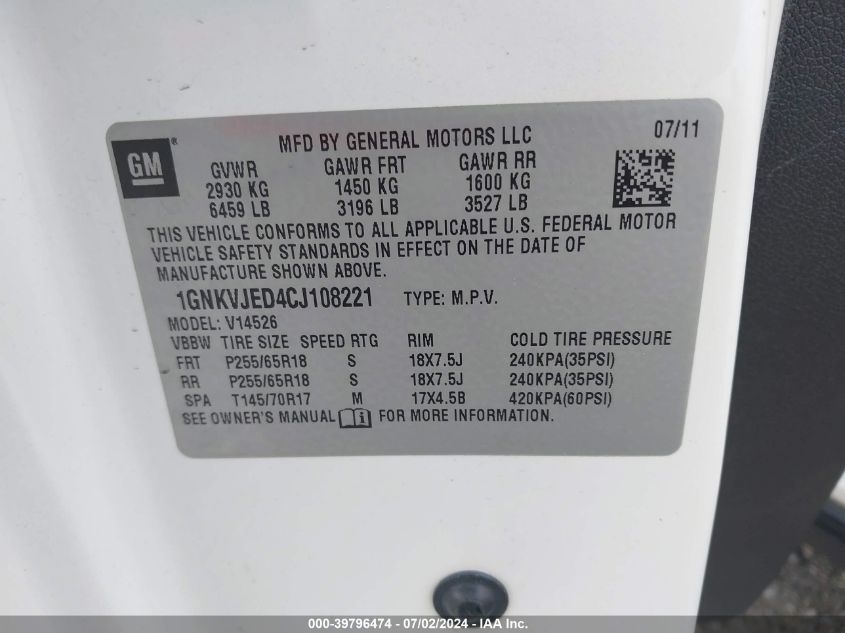 GM ®
MFD BY GENERAL MOTORS LLC 07/11
GVWR GAWR FRT GAWR RR
2930 KG 1450 KG 1600 KG
6459 LB 3196 LB 3527 LB
THIS VEHICLE CONFORMS TO ALL APPLICABLE U.S. FEDERAL MOTOR
VEHICLE SAFETY STANDARDS IN EFFECT ON THE DATE OF
MANUFACTURE SHOWN ABOVE.
1GNKVJED4CJ108221 TYPE: M.P.V.
MODEL: V14526
VBBW TIRE SIZE SPEED RTG RIM COLD TIRE PRESSURE
FRT P255/65R18 S 18X7.5J 240KPA(35PSI)
RR P255/65R18 S 18X7.5J 240KPA(35PSI)
SPA T145/70R17 M 17X4.5B 420KPA(60PSI)
SEE OWNER'S MANUAL i FOR MORE INFORMATION.
000-39796474 / 07/02/2024 - IAA Inc.